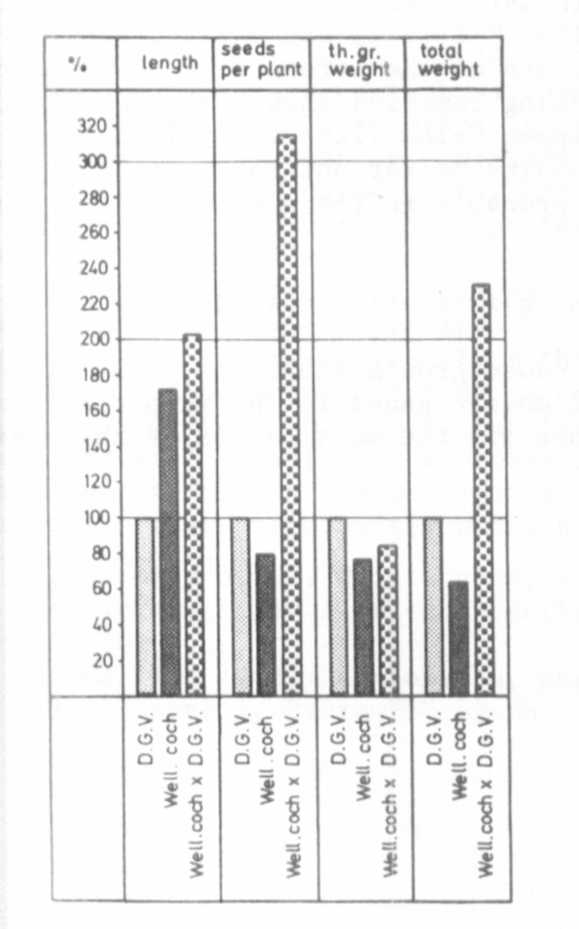 %
length
seeds
per plant
th.gr.
weight
total
weight
320
300
280
260
240
220
200
180
160
140
120
100
80
60
40
20
D.G.V.
Well. coch
Well.coch x D.G.V.
D.G.V.
Well. coch
Well.coch x D.G.V.
D.G.V.
Well. coch
Well.coch x D.G.V.
D.G.V.
Well. coch
Well.coch x D.G.V.